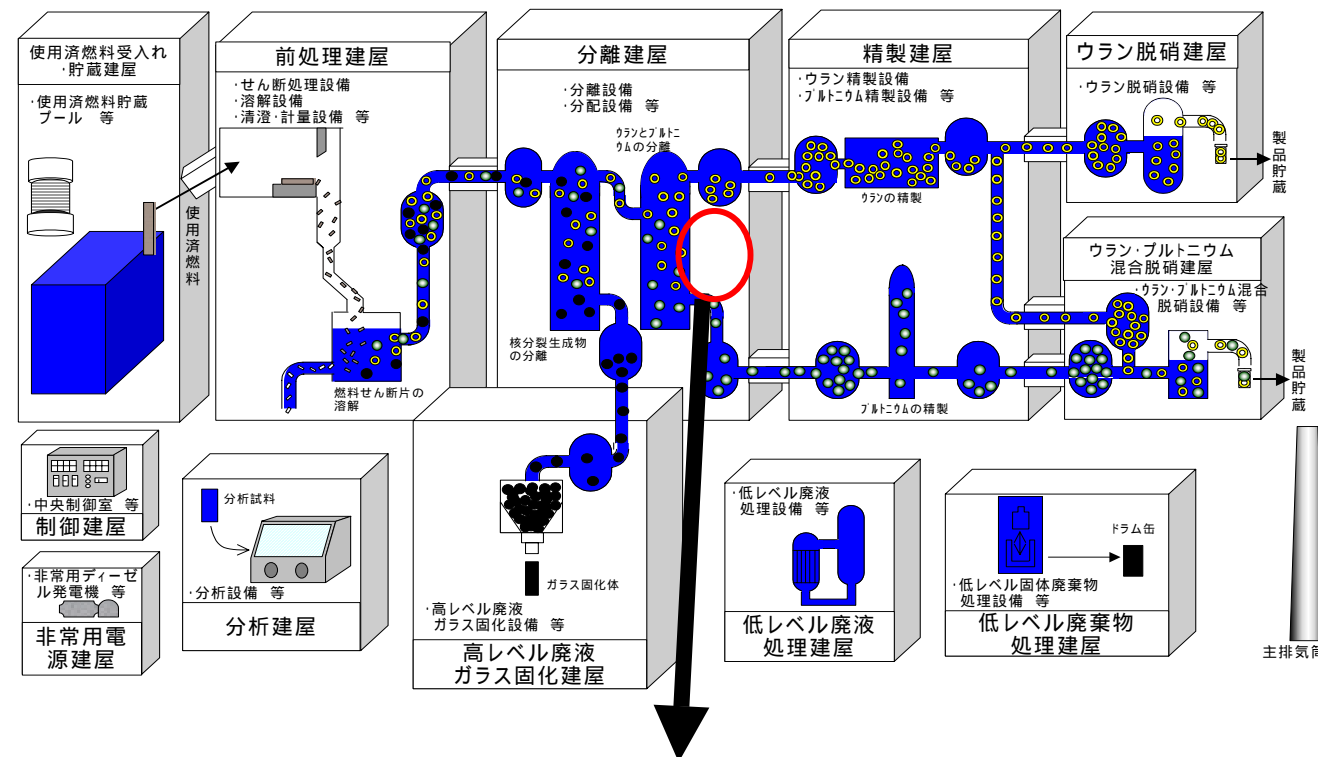 使用済燃料受入れ
・貯蔵建屋
・使用済燃料貯蔵
プール 等
使用済燃料
前処理建屋
・せん断処理設備
・溶解設備
・清澄・計量設備 等
燃料せん断片の
溶解
分離建屋
・分離設備
・分配設備 等
ウランとプルトニ
ウムの分離
核分裂生成物
の分離
精製建屋
・ウラン精製設備
・プルトニウム精製設備 等
ウランの精製
プルトニウムの精製
ウラン脱硝建屋
・ウラン脱硝設備 等
製品貯蔵
ウラン・プルトニウム
混合脱硝建屋
・ウラン・プルトニウム混合
脱硝設備 等
製品貯蔵
・中央制御室 等
制御建屋
・非常用ディーゼ
ル発電機 等
非常用電
源建屋
分析試料
・分析設備 等
分析建屋
ガラス固化体
・高レベル廃液
ガラス固化設備 等
高レベル廃液
ガラス固化建屋
・低レベル廃液
処理設備 等
低レベル廃液
処理建屋
ドラム缶
・低レベル固体廃棄物
処理設備 等
低レベル廃棄物
処理建屋
主排気筒